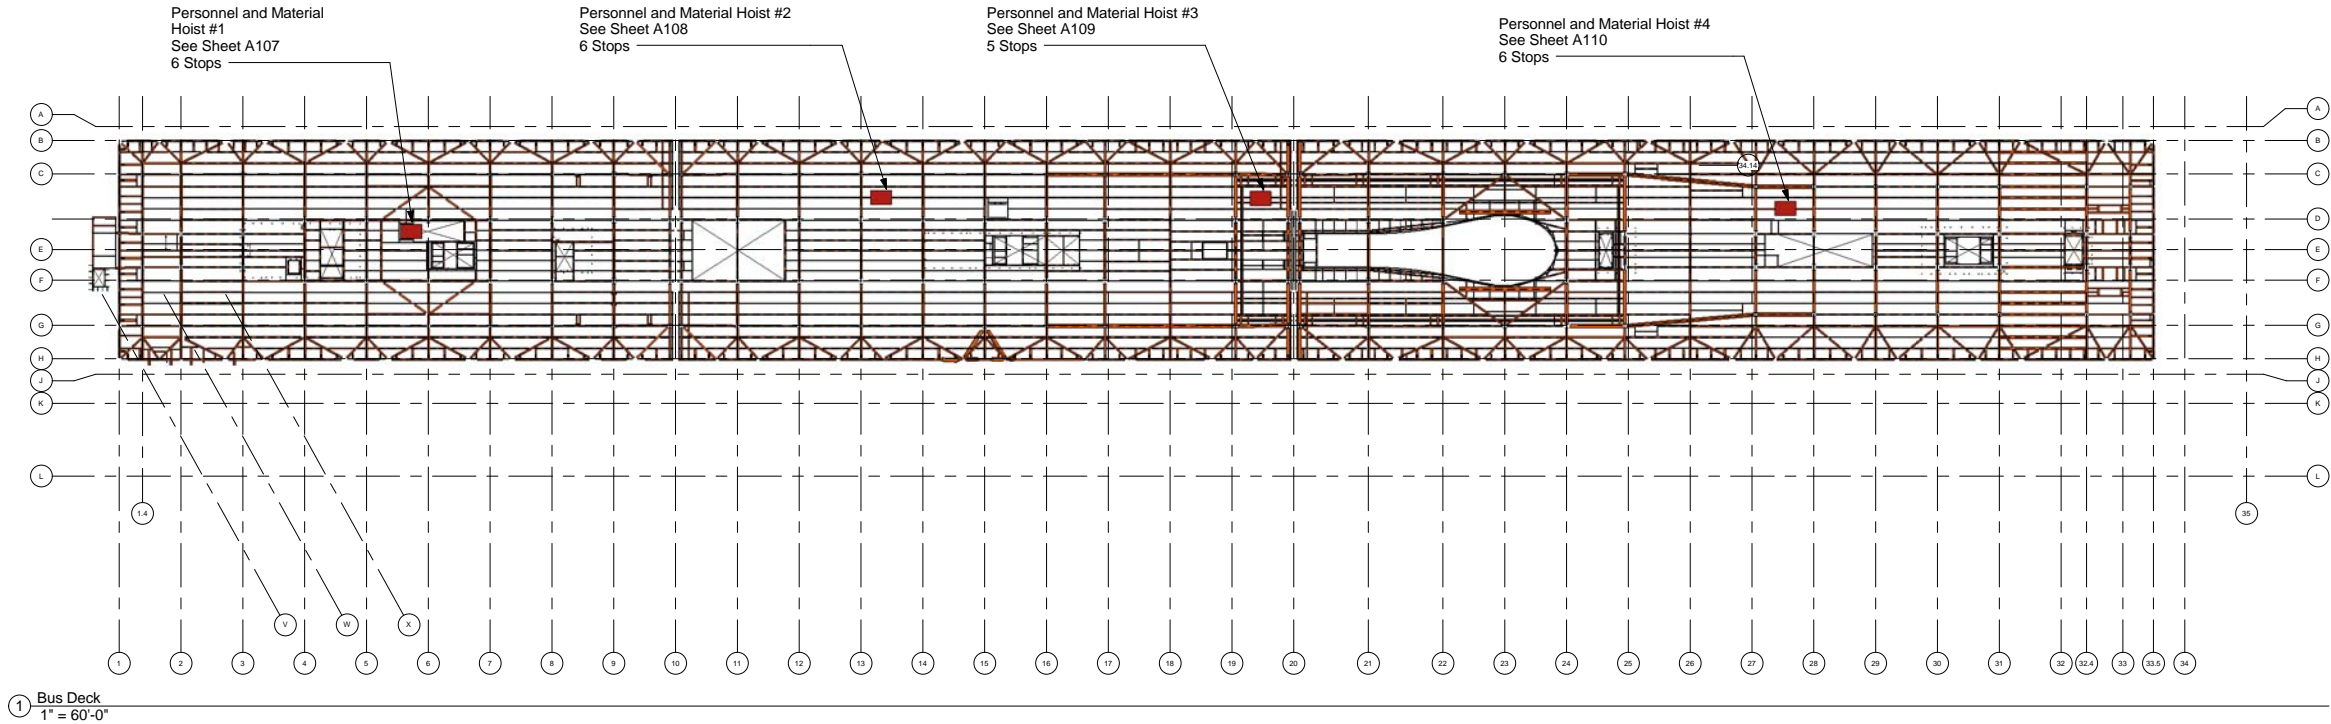 Personnel and Material
Hoist #1
See Sheet A107
6 Stops
Personnel and Material Hoist #2
See Sheet A108
6 Stops
Personnel and Material Hoist #3
See Sheet A109
5 Stops
Personnel and Material Hoist #4
See Sheet A110
6 Stops
A A
B B
C C
34.14
D
E E
F F
G G
H H
J J
K K
L L
1.4 35
V W X
1 2 3 4 5 6 7 8 9 10 11 12 13 14 15 16 17 18 19 20 21 22 23 24 25 26 27 28 29 30 31 32 32.4 33 33.5 34
1 Bus Deck
1" = 60'-0"